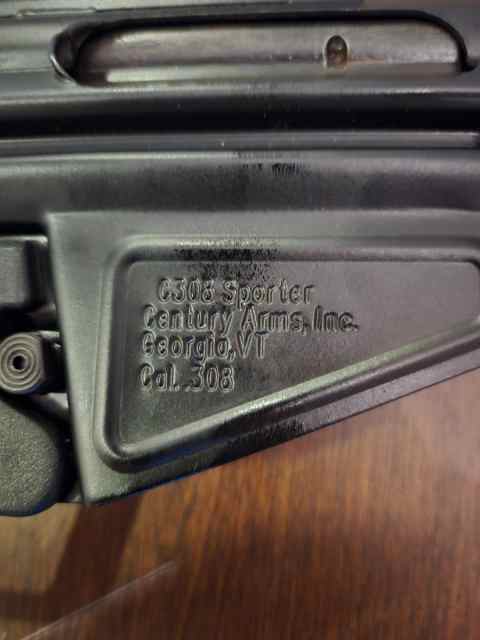 C308 Sporter
Century Arms, Inc.
Georgia, VT
Cal. .308